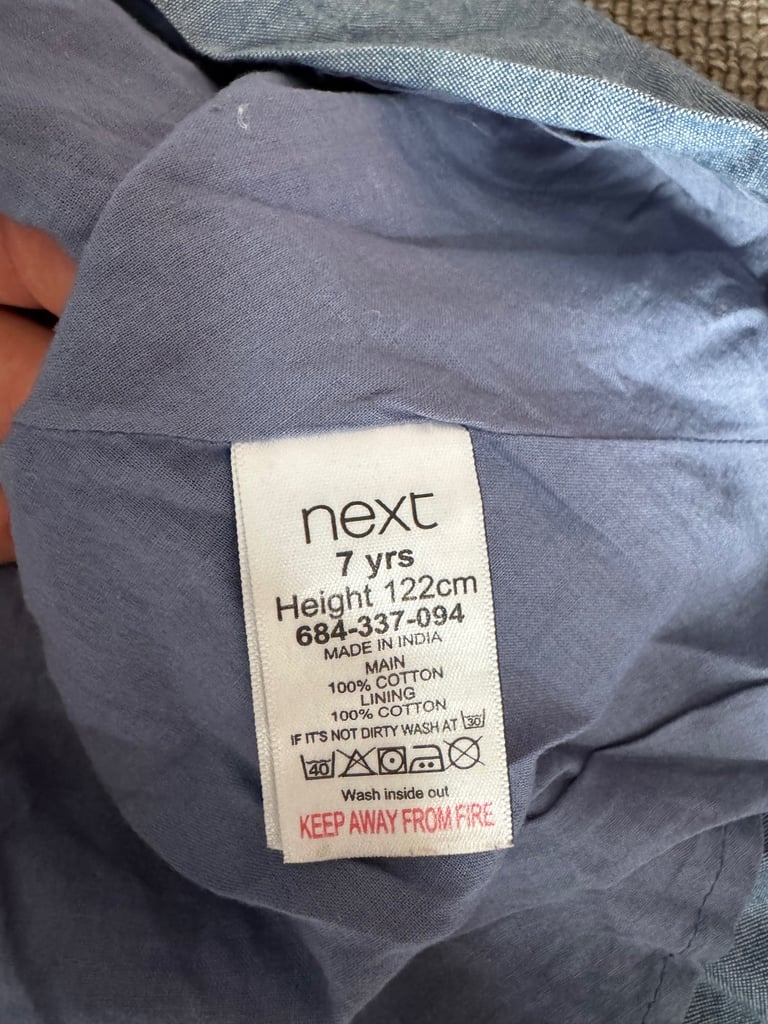 next
7 yrs
Height 122cm
684-337-094
MADE IN INDIA
MAIN
100% COTTON
LINING
100% COTTON
IF IT'S NOT DIRTY WASH AT 30
40
Wash inside out
KEEP AWAY FROM FIRE